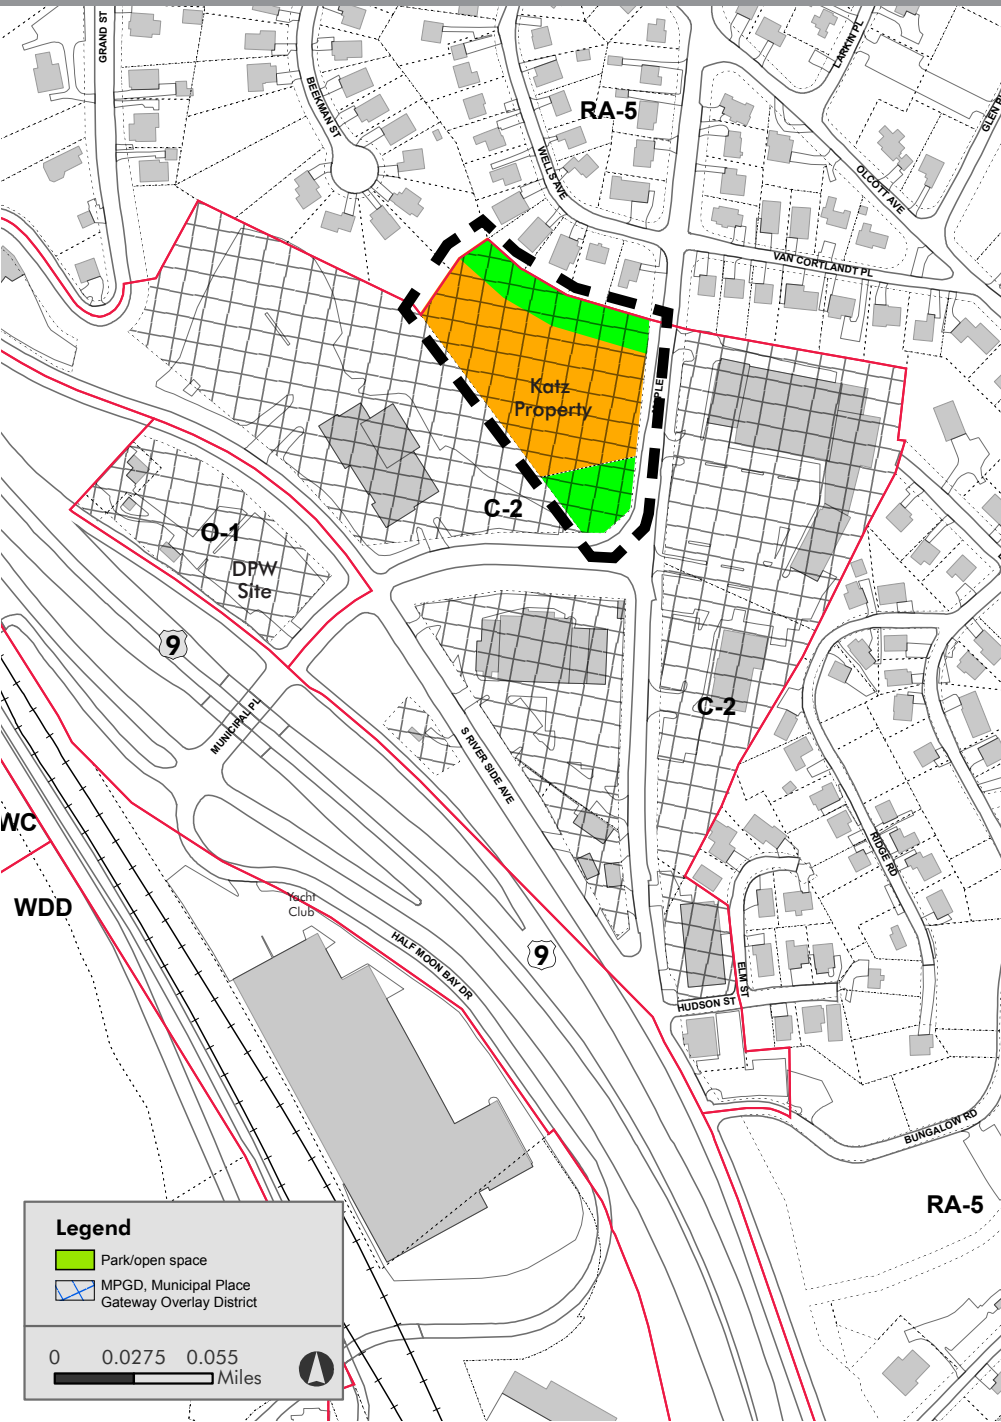 GRAND ST
BEEKMAN ST
WELLS AVE
RA-5
LARKIN PL
OLCOTT AVE
VAN CORTLANDT PL
Katz
Property
C-2
O-1
DPW
Site
9
MUNICIPAL PL
S RIVER SIDE AVE
C-2
RIDGE RD
WC
WDD
Yacht
Club
HALF MOON BAY DR
9
ELM ST
HUDSON ST
BUNGALOW RD
RA-5
Legend
Park/open space
MPGD, Municipal Place
Gateway Overlay District
0 0.0275 0.055
Miles